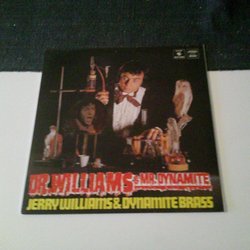 DR. WILLIAMS & MR. DYNAMITE
JERRY WILLIAMS & DYNAMITE BRASS